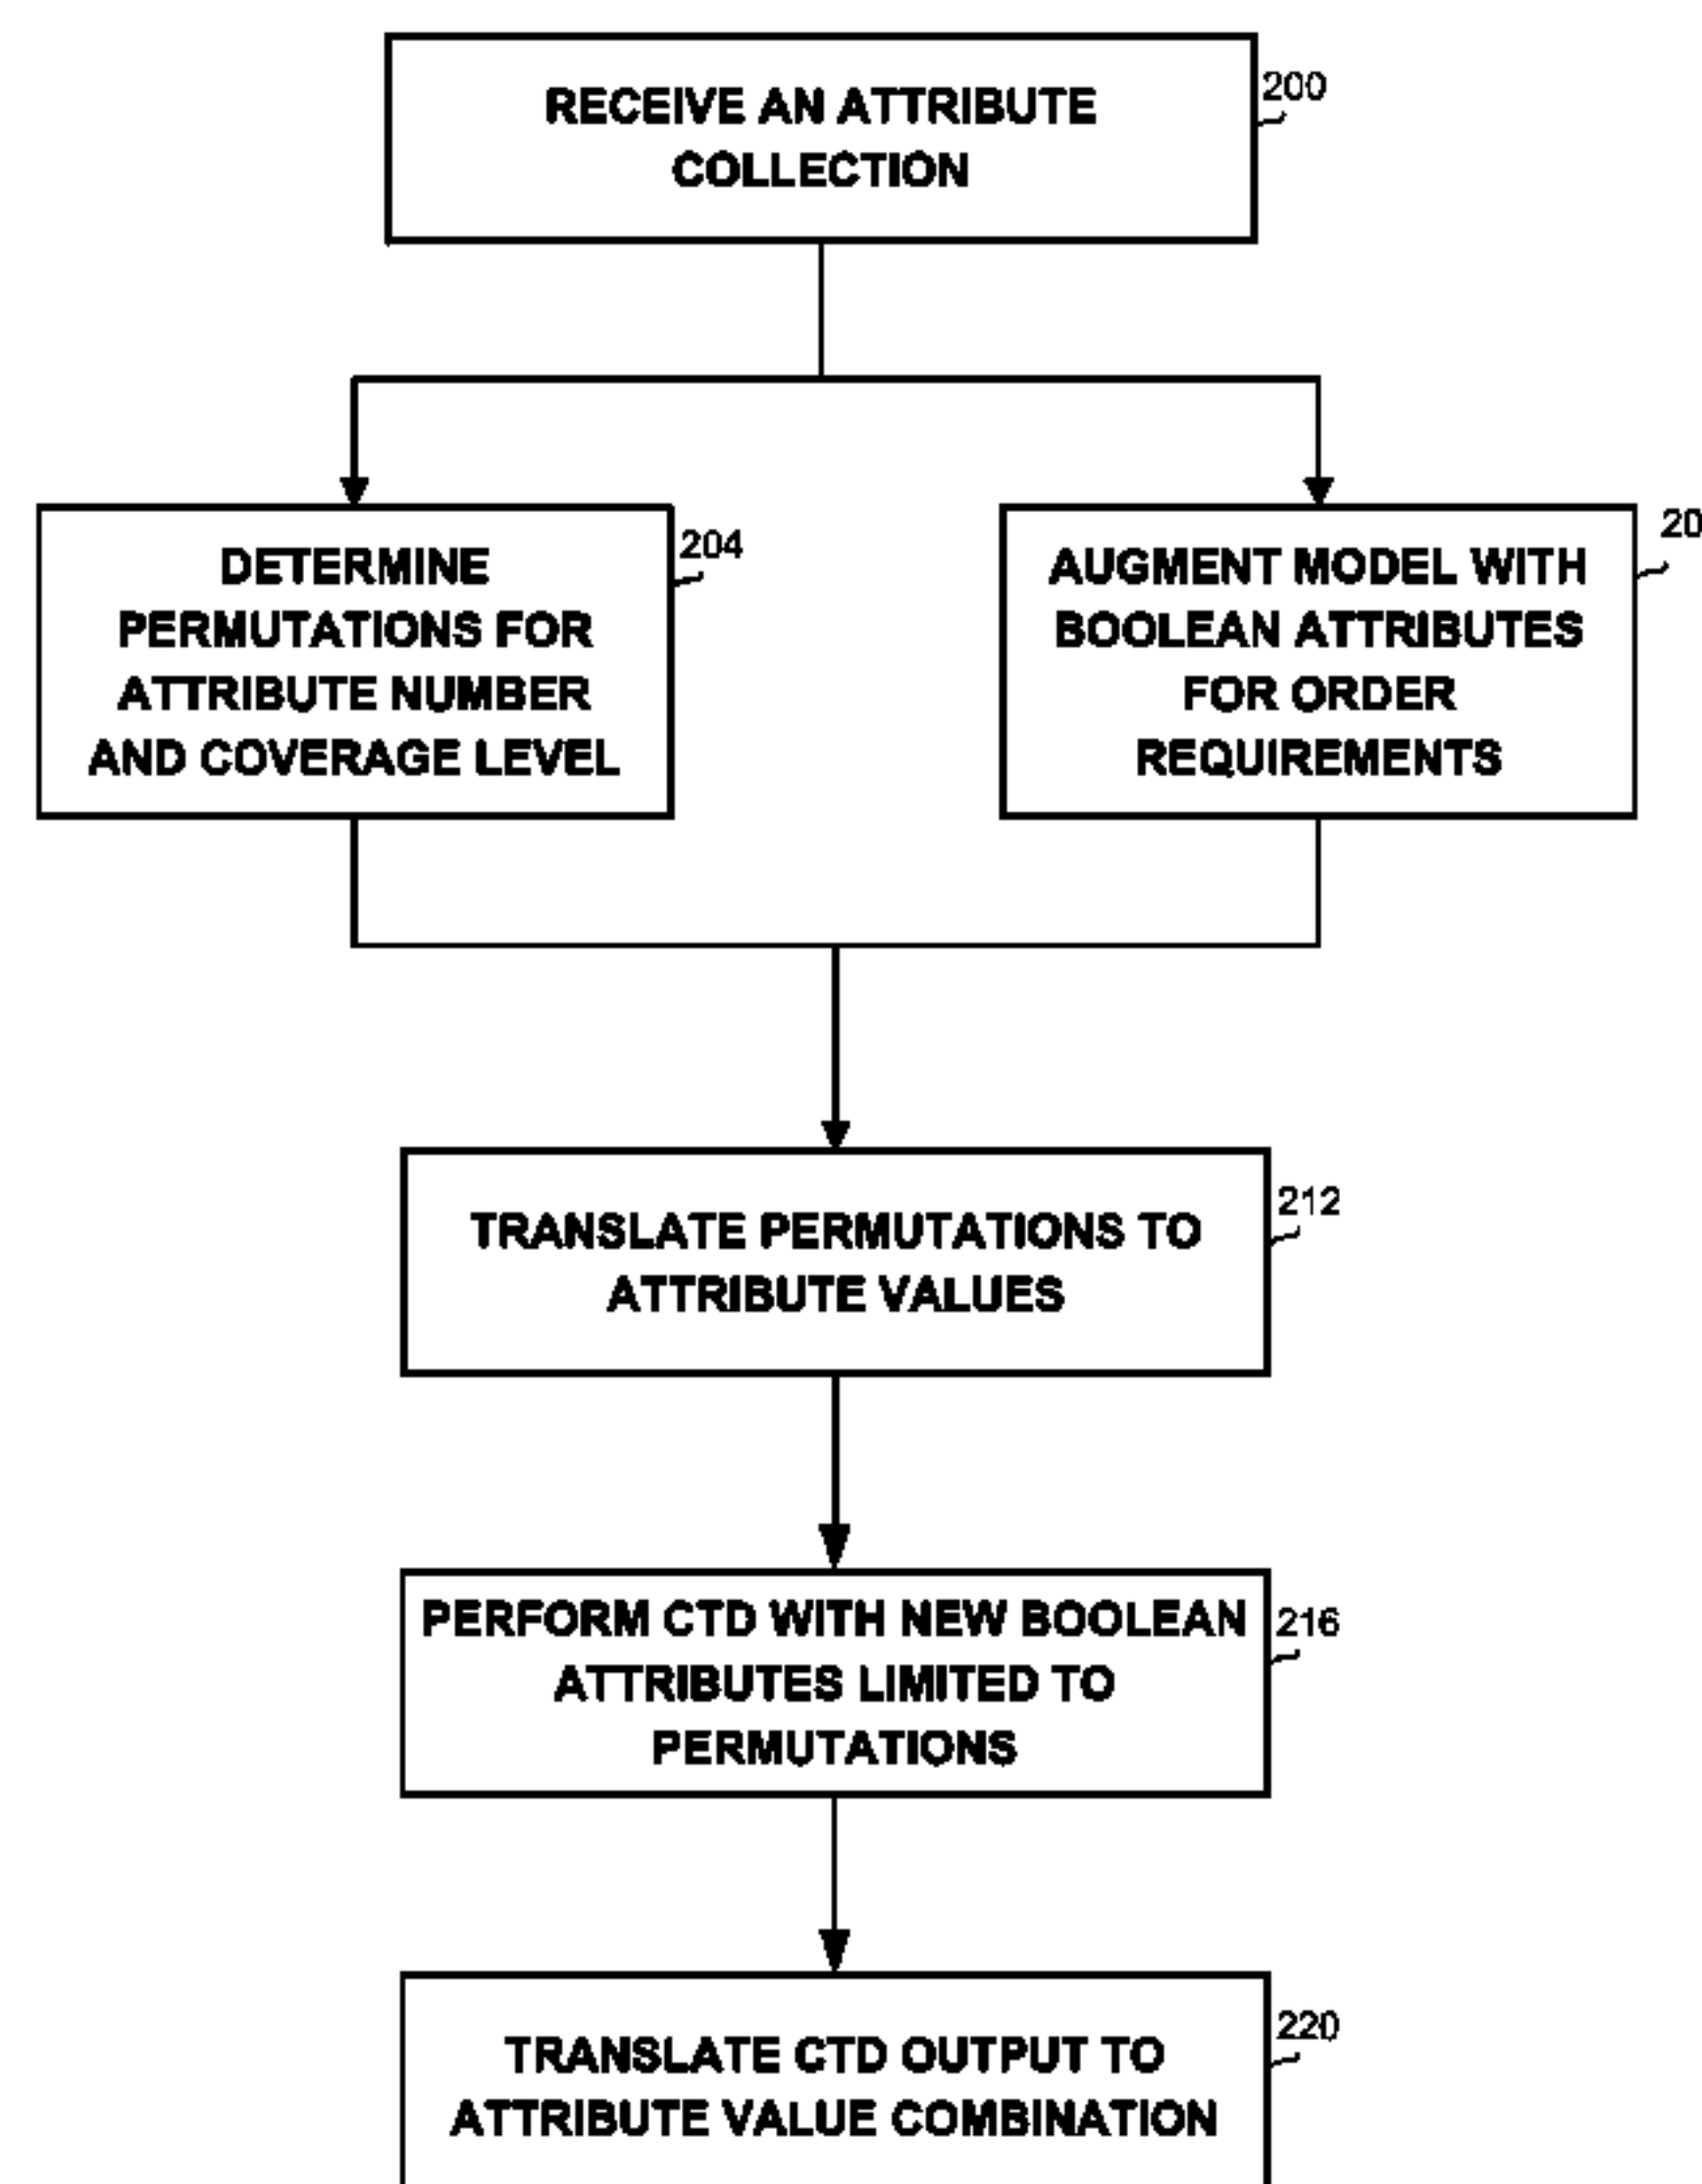 RECEIVE AN ATTRIBUTE
COLLECTION
200
DETERMINE
PERMUTATIONS FOR
ATTRIBUTE NUMBER
AND COVERAGE LEVEL
204
AUGMENT MODEL WITH
BOOLEAN ATTRIBUTES
FOR ORDER
REQUIREMENTS
TRANSLATE PERMUTATIONS TO
ATTRIBUTE VALUES
212
PERFORM CTD WITH NEW BOOLEAN
ATTRIBUTES LIMITED TO
PERMUTATIONS
216
TRANSLATE CTD OUTPUT TO
ATTRIBUTE VALUE COMBINATION
220